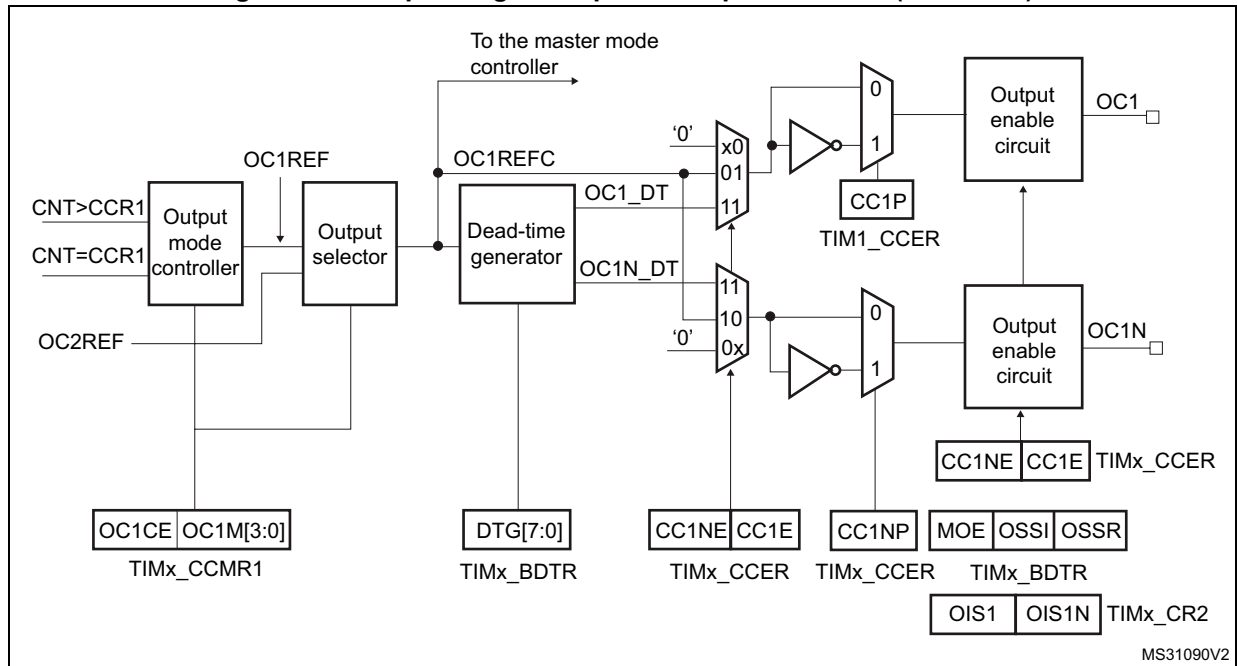 To the master mode
controller
OC1REF
CNT>CCR1
CNT=CCR1
Output
mode
controller
Output
selector
OC2REF
OC1REFC
Dead-time
generator
OC1_DT
OC1N_DT
'0'
x0
01
11
11
10
'0'
0x
0
1
CC1P
TIM1_CCER
0
1
Output
enable
circuit
OC1
Output
enable
circuit
OC1N
CC1NE CC1E TIMx_CCER
OC1CE OC1M[3:0]
TIMx_CCMR1
DTG[7:0]
TIMx_BDTR
CC1NE CC1E
TIMx_CCER
CC1NP
TIMx_CCER
MOE OSSI OSSR
TIMx_BDTR
OIS1 OIS1N TIMx_CR2
MS31090V2